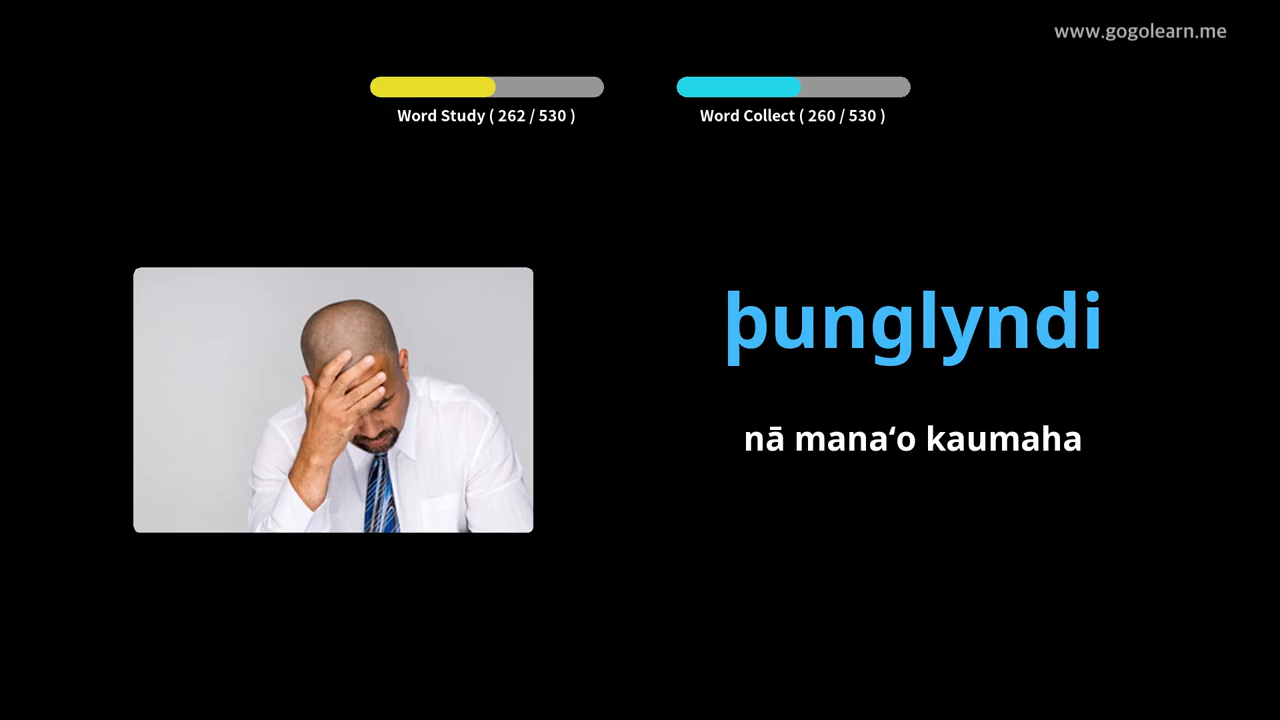 www.gogolearn.me
Word Study ( 262 / 530 )
Word Collect ( 260 / 530 )
þunglyndi
nā manaʻo kaumaha